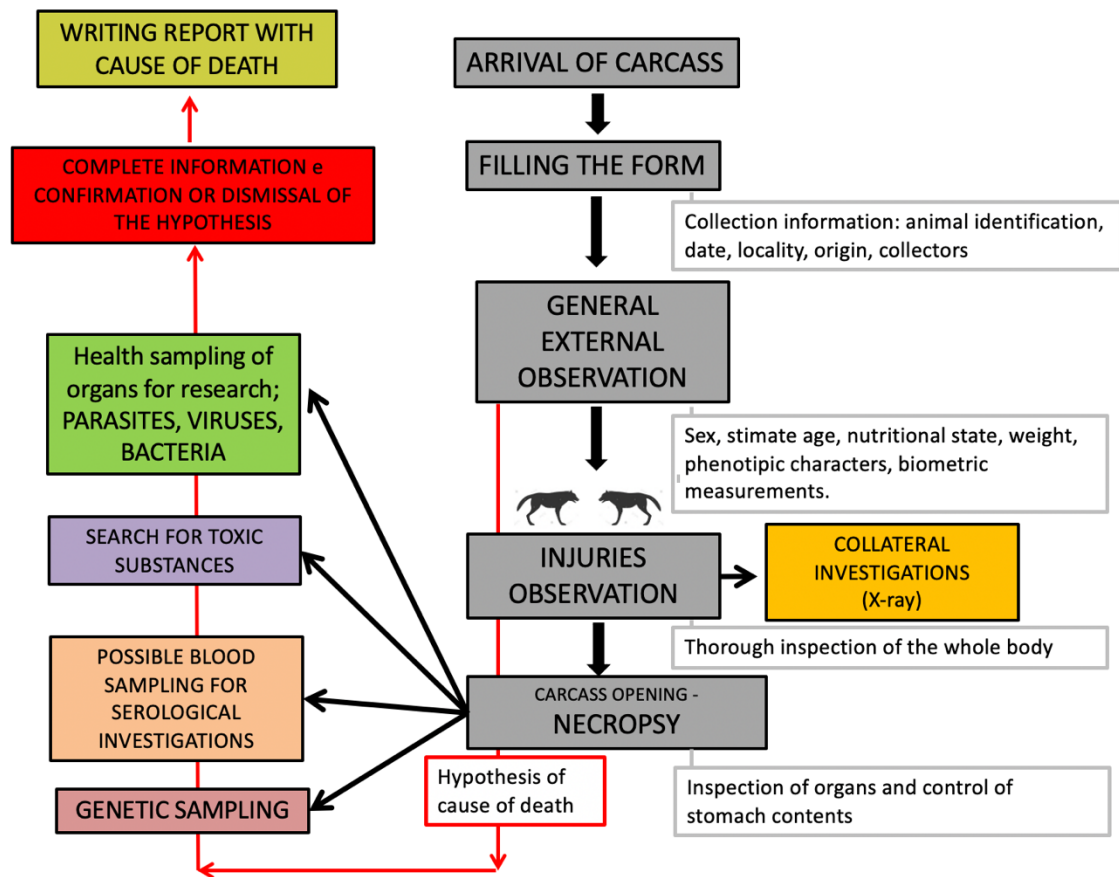 WRITING REPORT WITH
CAUSE OF DEATH
ARRIVAL OF CARCASS
COMPLETE INFORMATION e
CONFIRMATION OR DISMISSAL OF
THE HYPOTHESIS
FILLING THE FORM
Collection information: animal identification,
date, locality, origin, collectors
GENERAL
EXTERNAL
OBSERVATION
Health sampling of
organs for research;
PARASITES, VIRUSES,
BACTERIA
Sex, stimate age, nutritional state, weight,
phenotipic characters, biometric
measurements.
SEARCH FOR TOXIC
SUBSTANCES
INJURIES
OBSERVATION
COLLATERAL
INVESTIGATIONS
(X-ray)
Thorough inspection of the whole body
POSSIBLE BLOOD
SAMPLING FOR
SEROLOGICAL
INVESTIGATIONS
CARCASS OPENING -
NECROPSY
Hypothesis of
cause of death
Inspection of organs and control of
stomach contents
GENETIC SAMPLING